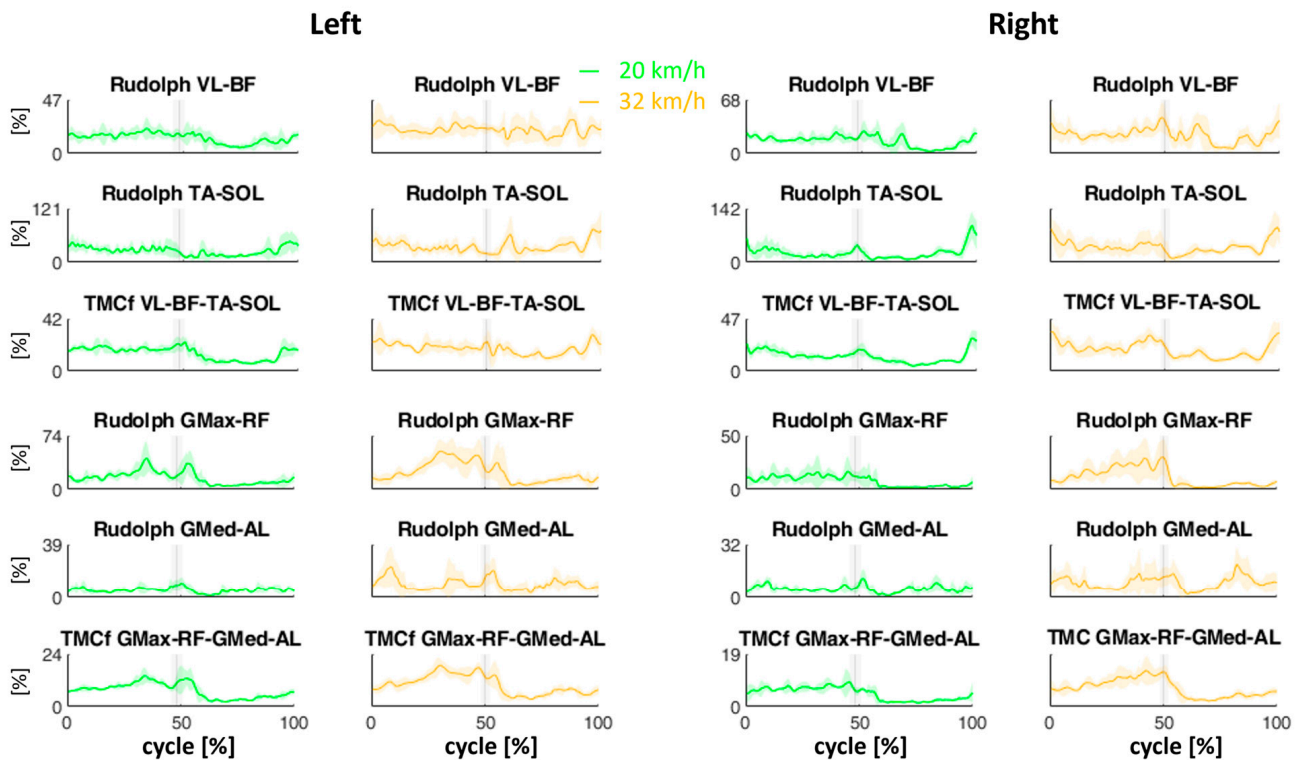 Left Right
20 km/h
32 km/h
Rudolph VL-BF Rudolph VL-BF Rudolph VL-BF Rudolph VL-BF
47 68
[%]
0 0
Rudolph TA-SOL Rudolph TA-SOL Rudolph TA-SOL Rudolph TA-SOL
121 142
[%]
0 0
TMCf VL-BF-TA-SOL TMCf VL-BF-TA-SOL TMCf VL-BF-TA-SOL TMCf VL-BF-TA-SOL
42 47
[%]
0 0
Rudolph GMax-RF Rudolph GMax-RF Rudolph GMax-RF Rudolph GMax-RF
74 50
[%]
0 0
Rudolph GMed-AL Rudolph GMed-AL Rudolph GMed-AL Rudolph GMed-AL
39 32
[%]
0 0
TMCf GMax-RF-GMed-AL TMCf GMax-RF-GMed-AL TMCf GMax-RF-GMed-AL TMC GMax-RF-GMed-AL
24 19
[%]
0 0
0 50 100 0 50 100 0 50 100 0 50 100
cycle [%] cycle [%] cycle [%] cycle [%]